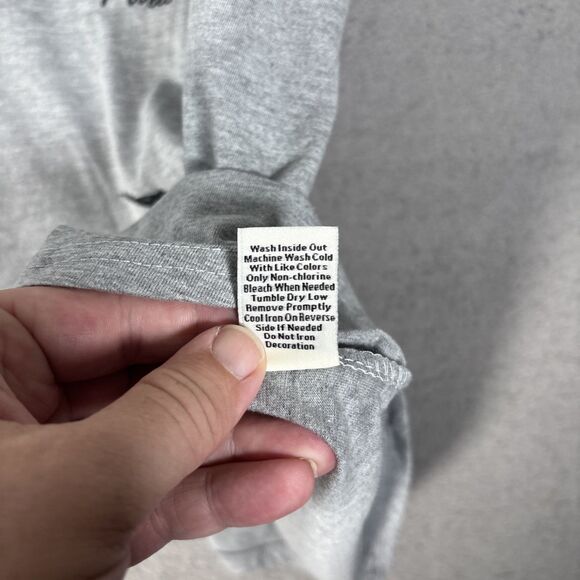 Wash Inside Out
Machine Wash Cold
With Like Colors
Only Non-chlorine
Bleach When Needed
Tumble Dry Low
Remove Promptly
Cool Iron On Reverse
Side If Needed
Do Not Iron
Decoration